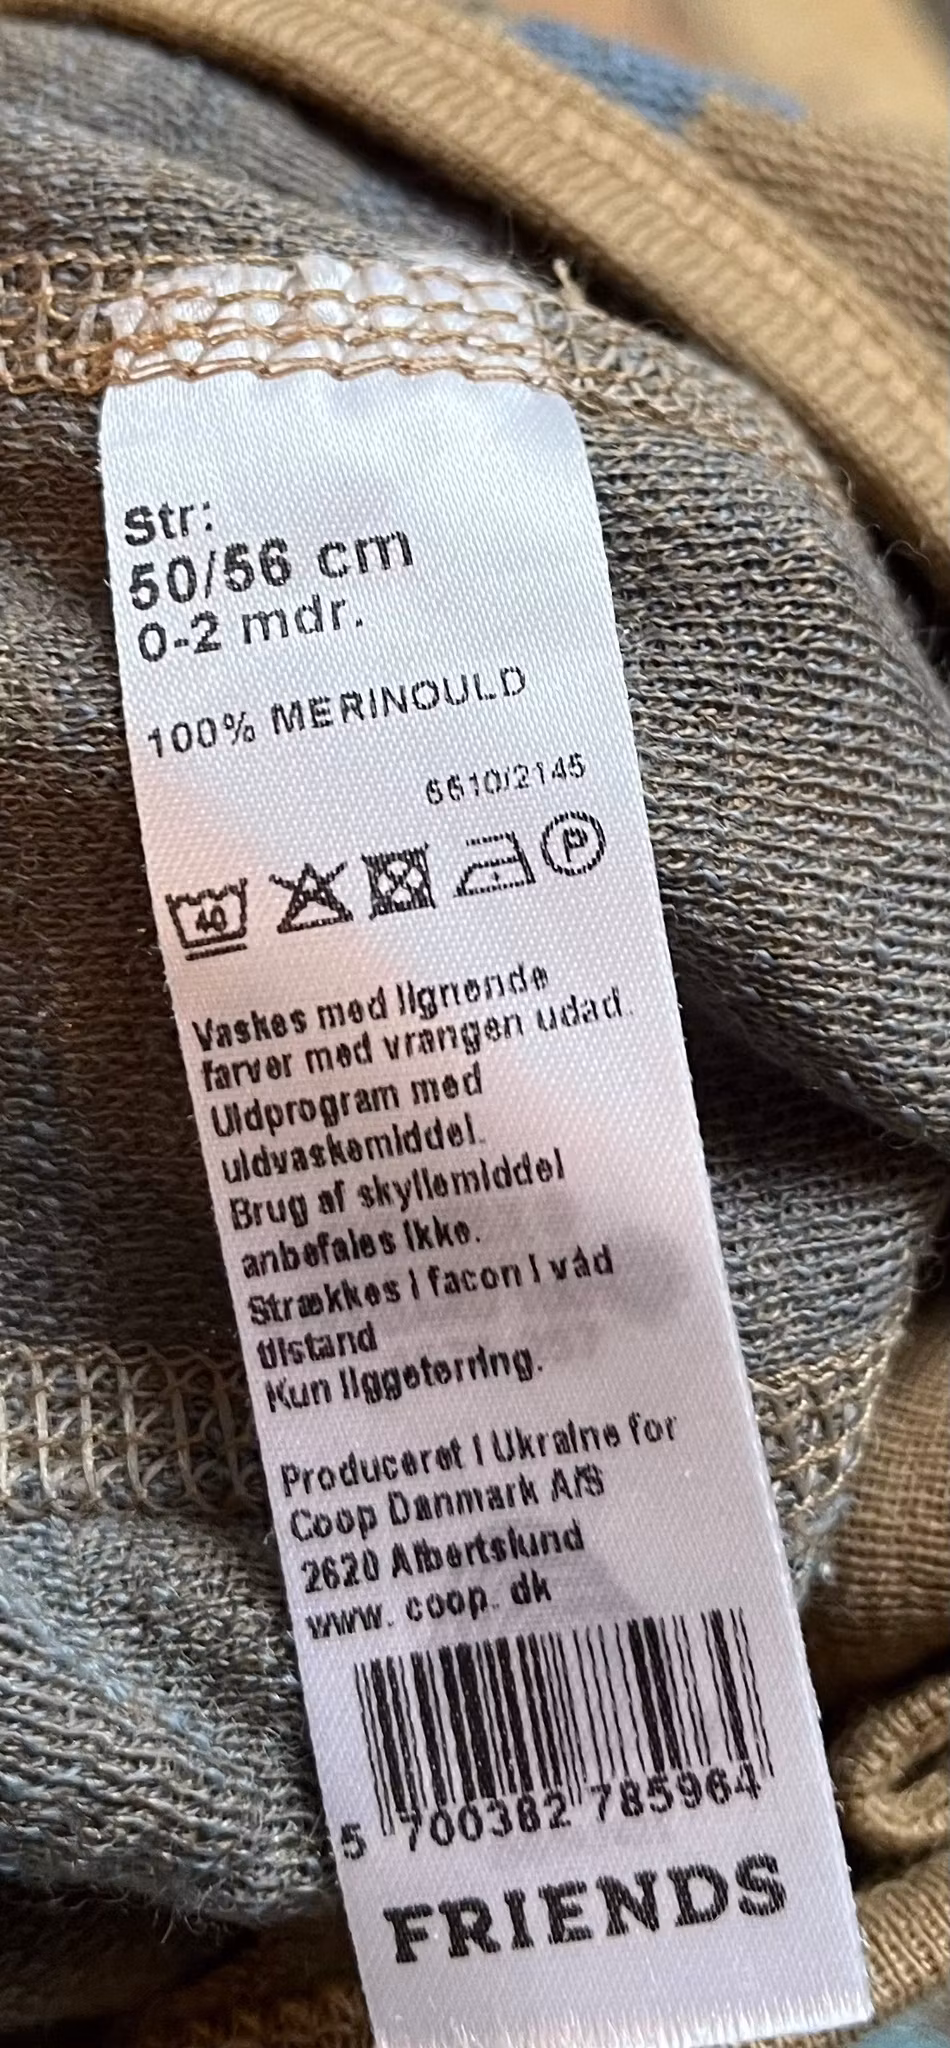 Str:
50/56 cm
0-2 mdr.
100% MERINOULD
6610/2145
40 P
Vaskes med lignende
farver med vrangen udad.
Uldprogram med
uldvaskemiddel.
Brug af skyllemiddel
anbefales ikke.
Strækkes i facon i våd
tilstand
Kun liggetørring.
Produceret i Ukraine for
Coop Danmark A/S
2620 Albertslund
www. coop. dk
5 700382 785964
FRIENDS